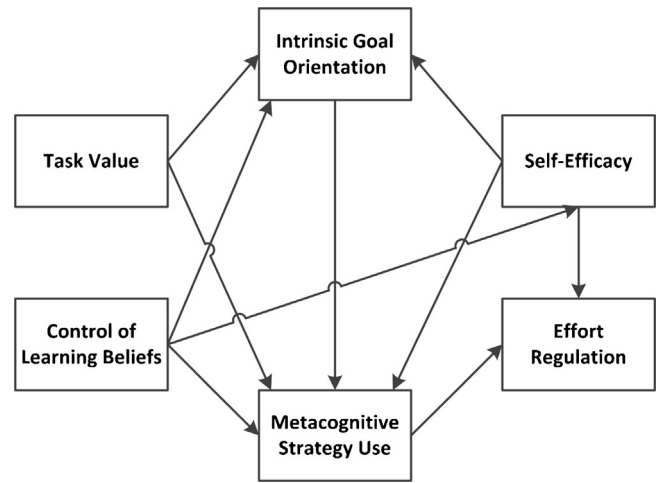 Intrinsic Goal
Orientation
Task Value
Self-Efficacy
Control of
Learning Beliefs
Effort
Regulation
Metacognitive
Strategy Use